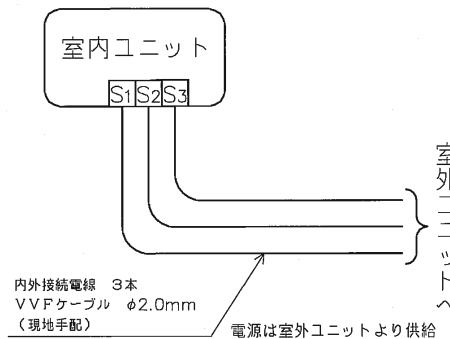 室内ユニット
S1 S2 S3
室外ユニットへ
内外接続電線 3本
VVFケーブル φ2.0mm
(現地手配)
電源は室外ユニットより供給